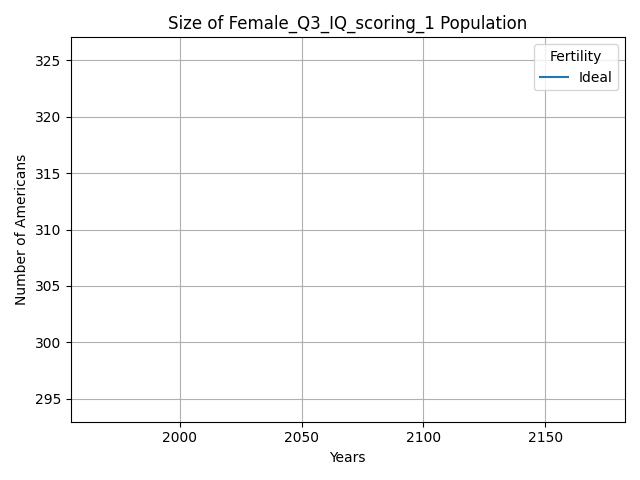 Size of Female_Q3_IQ_scoring_1 Population
Fertility
Ideal
325
320
315
310
305
300
295
Number of Americans
2000 2050 2100 2150
Years